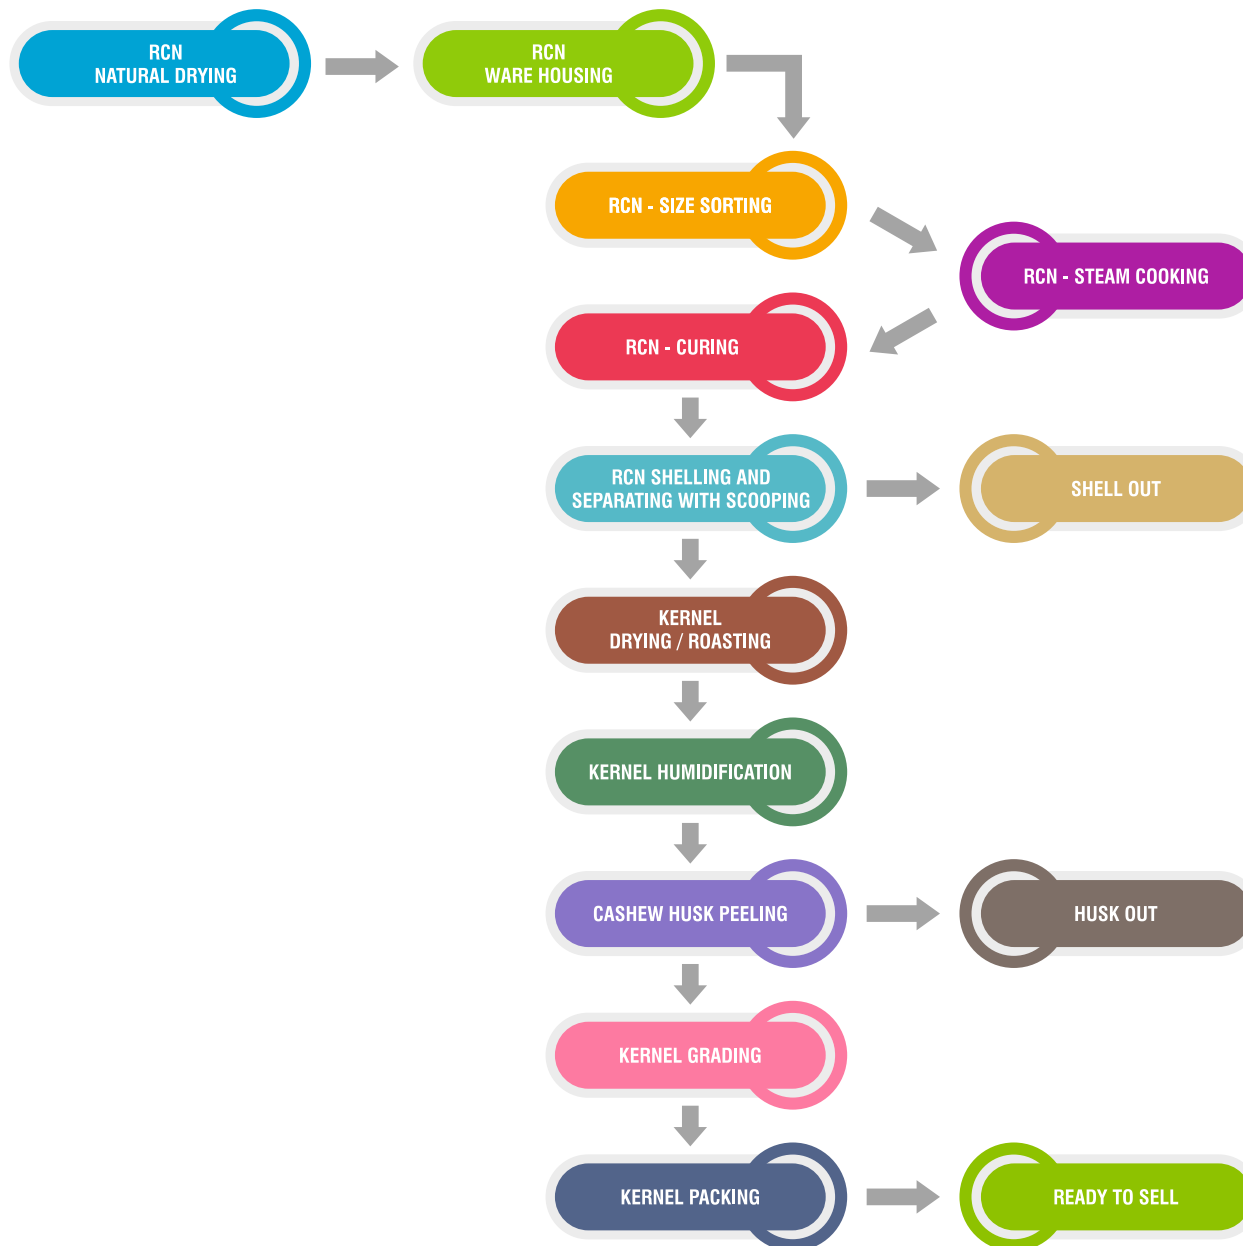 RCN
NATURAL DRYING
RCN
WARE HOUSING
RCN - SIZE SORTING
RCN - STEAM COOKING
RCN - CURING
RCN SHELLING AND
SEPARATING WITH SCOOPING
SHELL OUT
KERNEL
DRYING / ROASTING
KERNEL HUMIDIFICATION
CASHEW HUSK PEELING
HUSK OUT
KERNEL GRADING
KERNEL PACKING
READY TO SELL